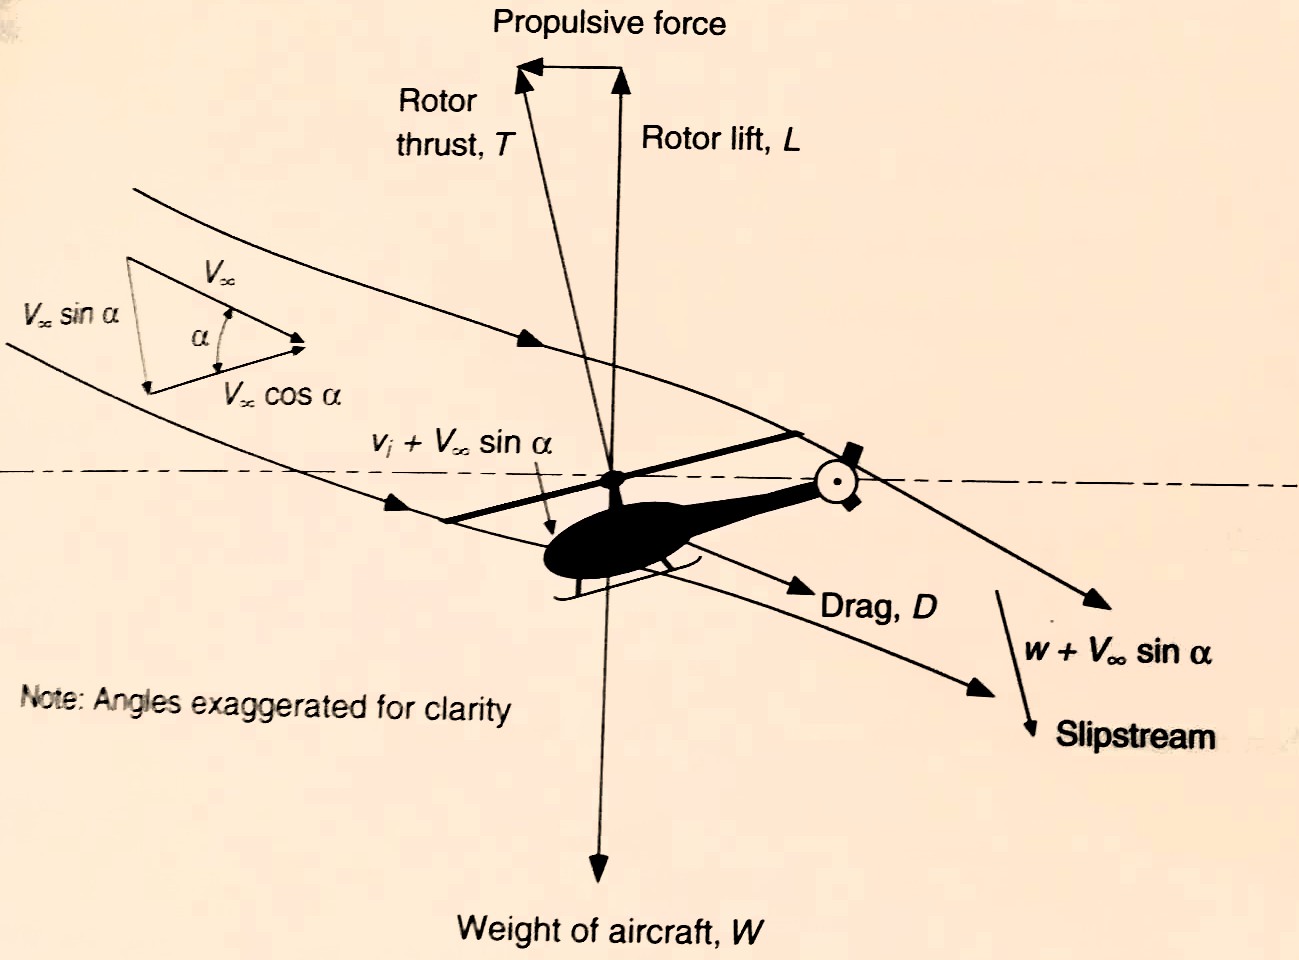 Propulsive force
Rotor
thrust, T
Rotor lift, L
V∞
V∞ sin α
α
V∞ cos α
vi + V∞ sin α
Drag, D
w + V∞ sin α
Note: Angles exaggerated for clarity
Slipstream
Weight of aircraft, W